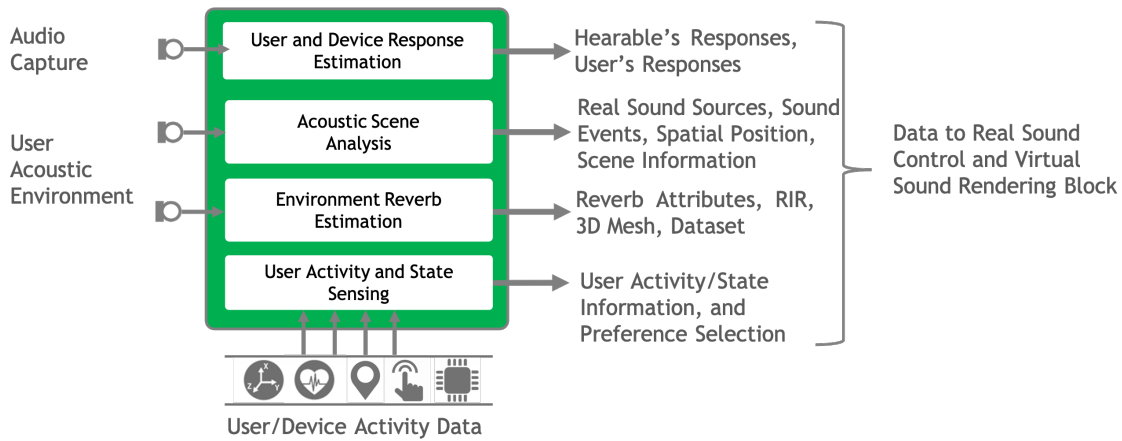 Audio
Capture
User
Acoustic
Environment
User and Device Response
Estimation
Acoustic Scene
Analysis
Environment Reverb
Estimation
User Activity and State
Sensing
Hearable’s Responses,
User’s Responses
Real Sound Sources, Sound
Events, Spatial Position,
Scene Information
Reverb Attributes, RIR,
3D Mesh, Dataset
User Activity/State
Information, and
Preference Selection
Data to Real Sound
Control and Virtual
Sound Rendering Block
X
Z
Y
User/Device Activity Data